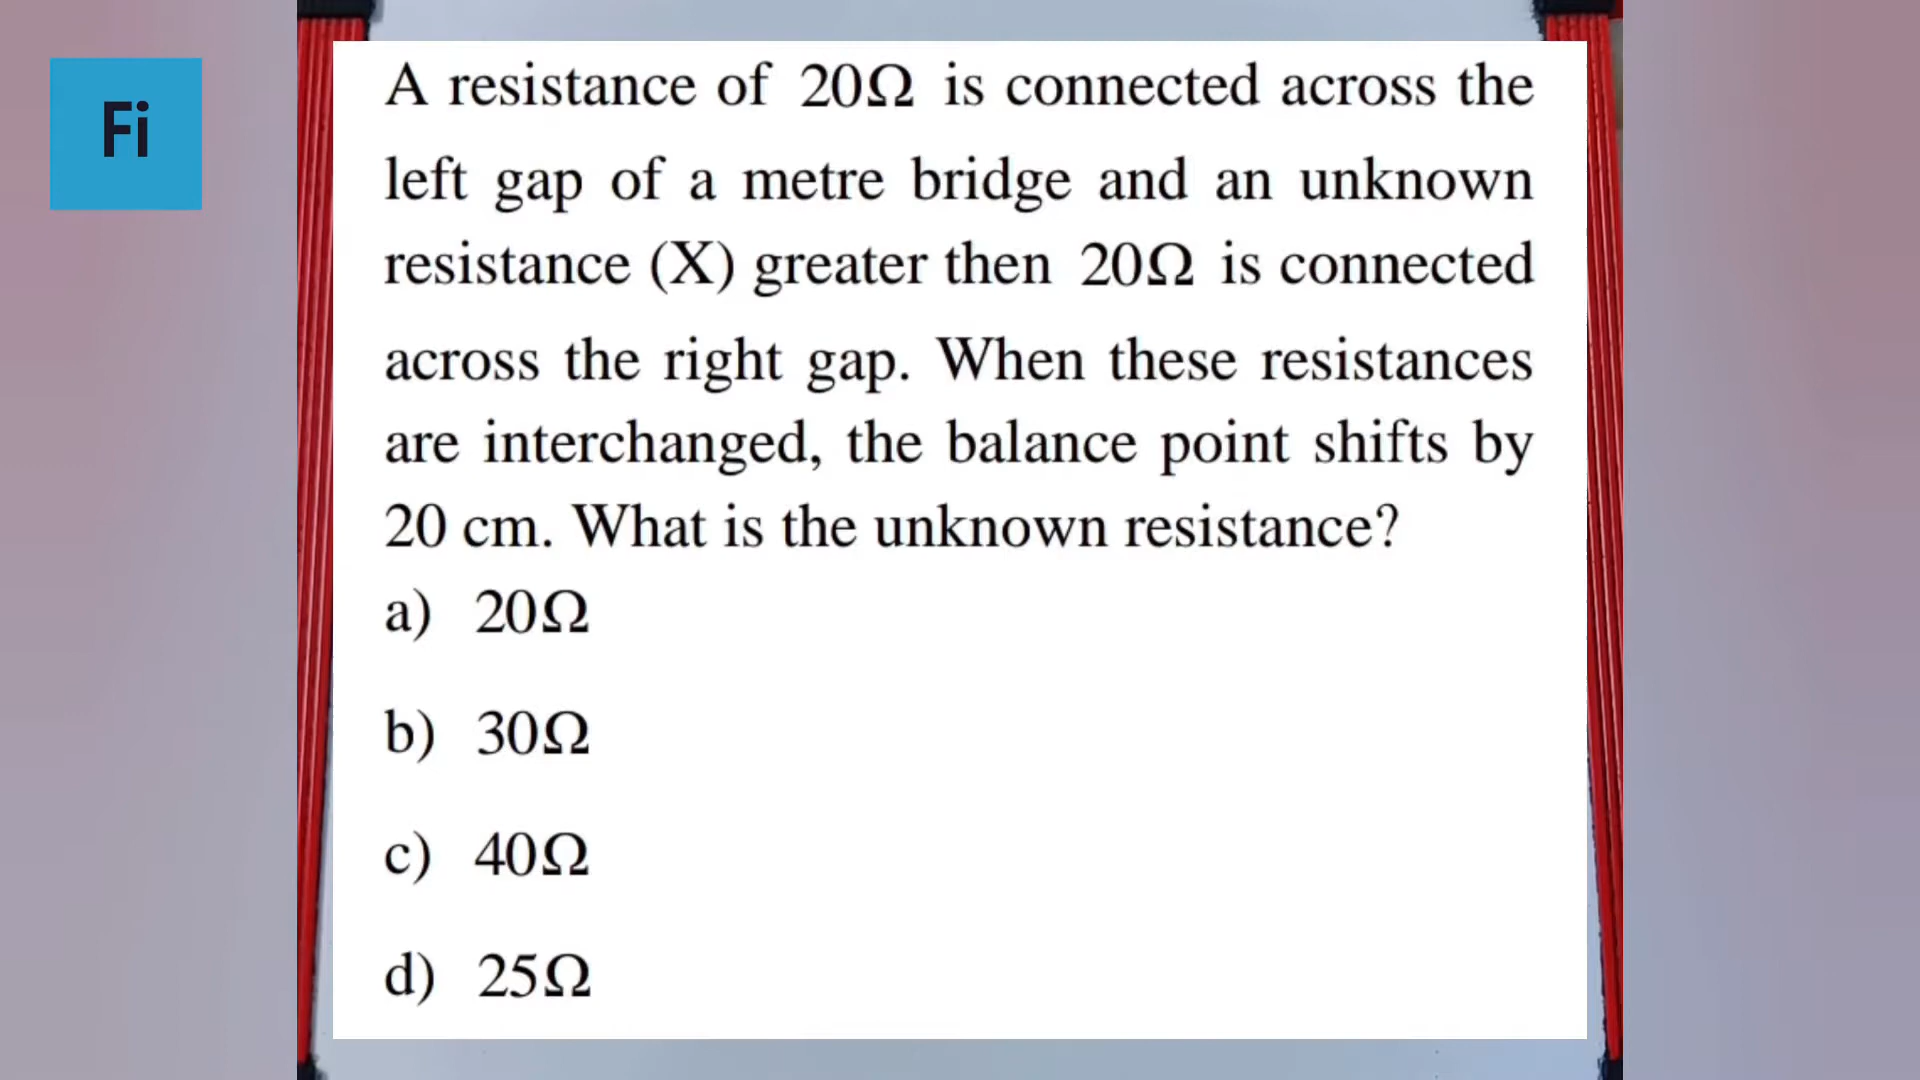 Fi
A resistance of 20Ω is connected across the
left gap of a metre bridge and an unknown
resistance (X) greater then 20Ω is connected
across the right gap. When these resistances
are interchanged, the balance point shifts by
20 cm. What is the unknown resistance?
a) 20Ω
b) 30Ω
c) 40Ω
d) 25Ω